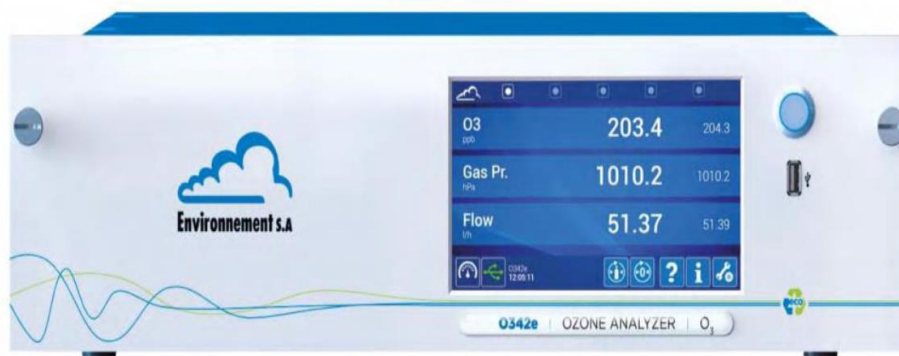 O3 203.4 204.3
ppb
Gas Pr. 1010.2 1010.2
hPa
Flow 51.37 51.39
l/h
O342e
12:05:11
? i
Environnement S.A
eco
O342e | OZONE ANALYZER | O3